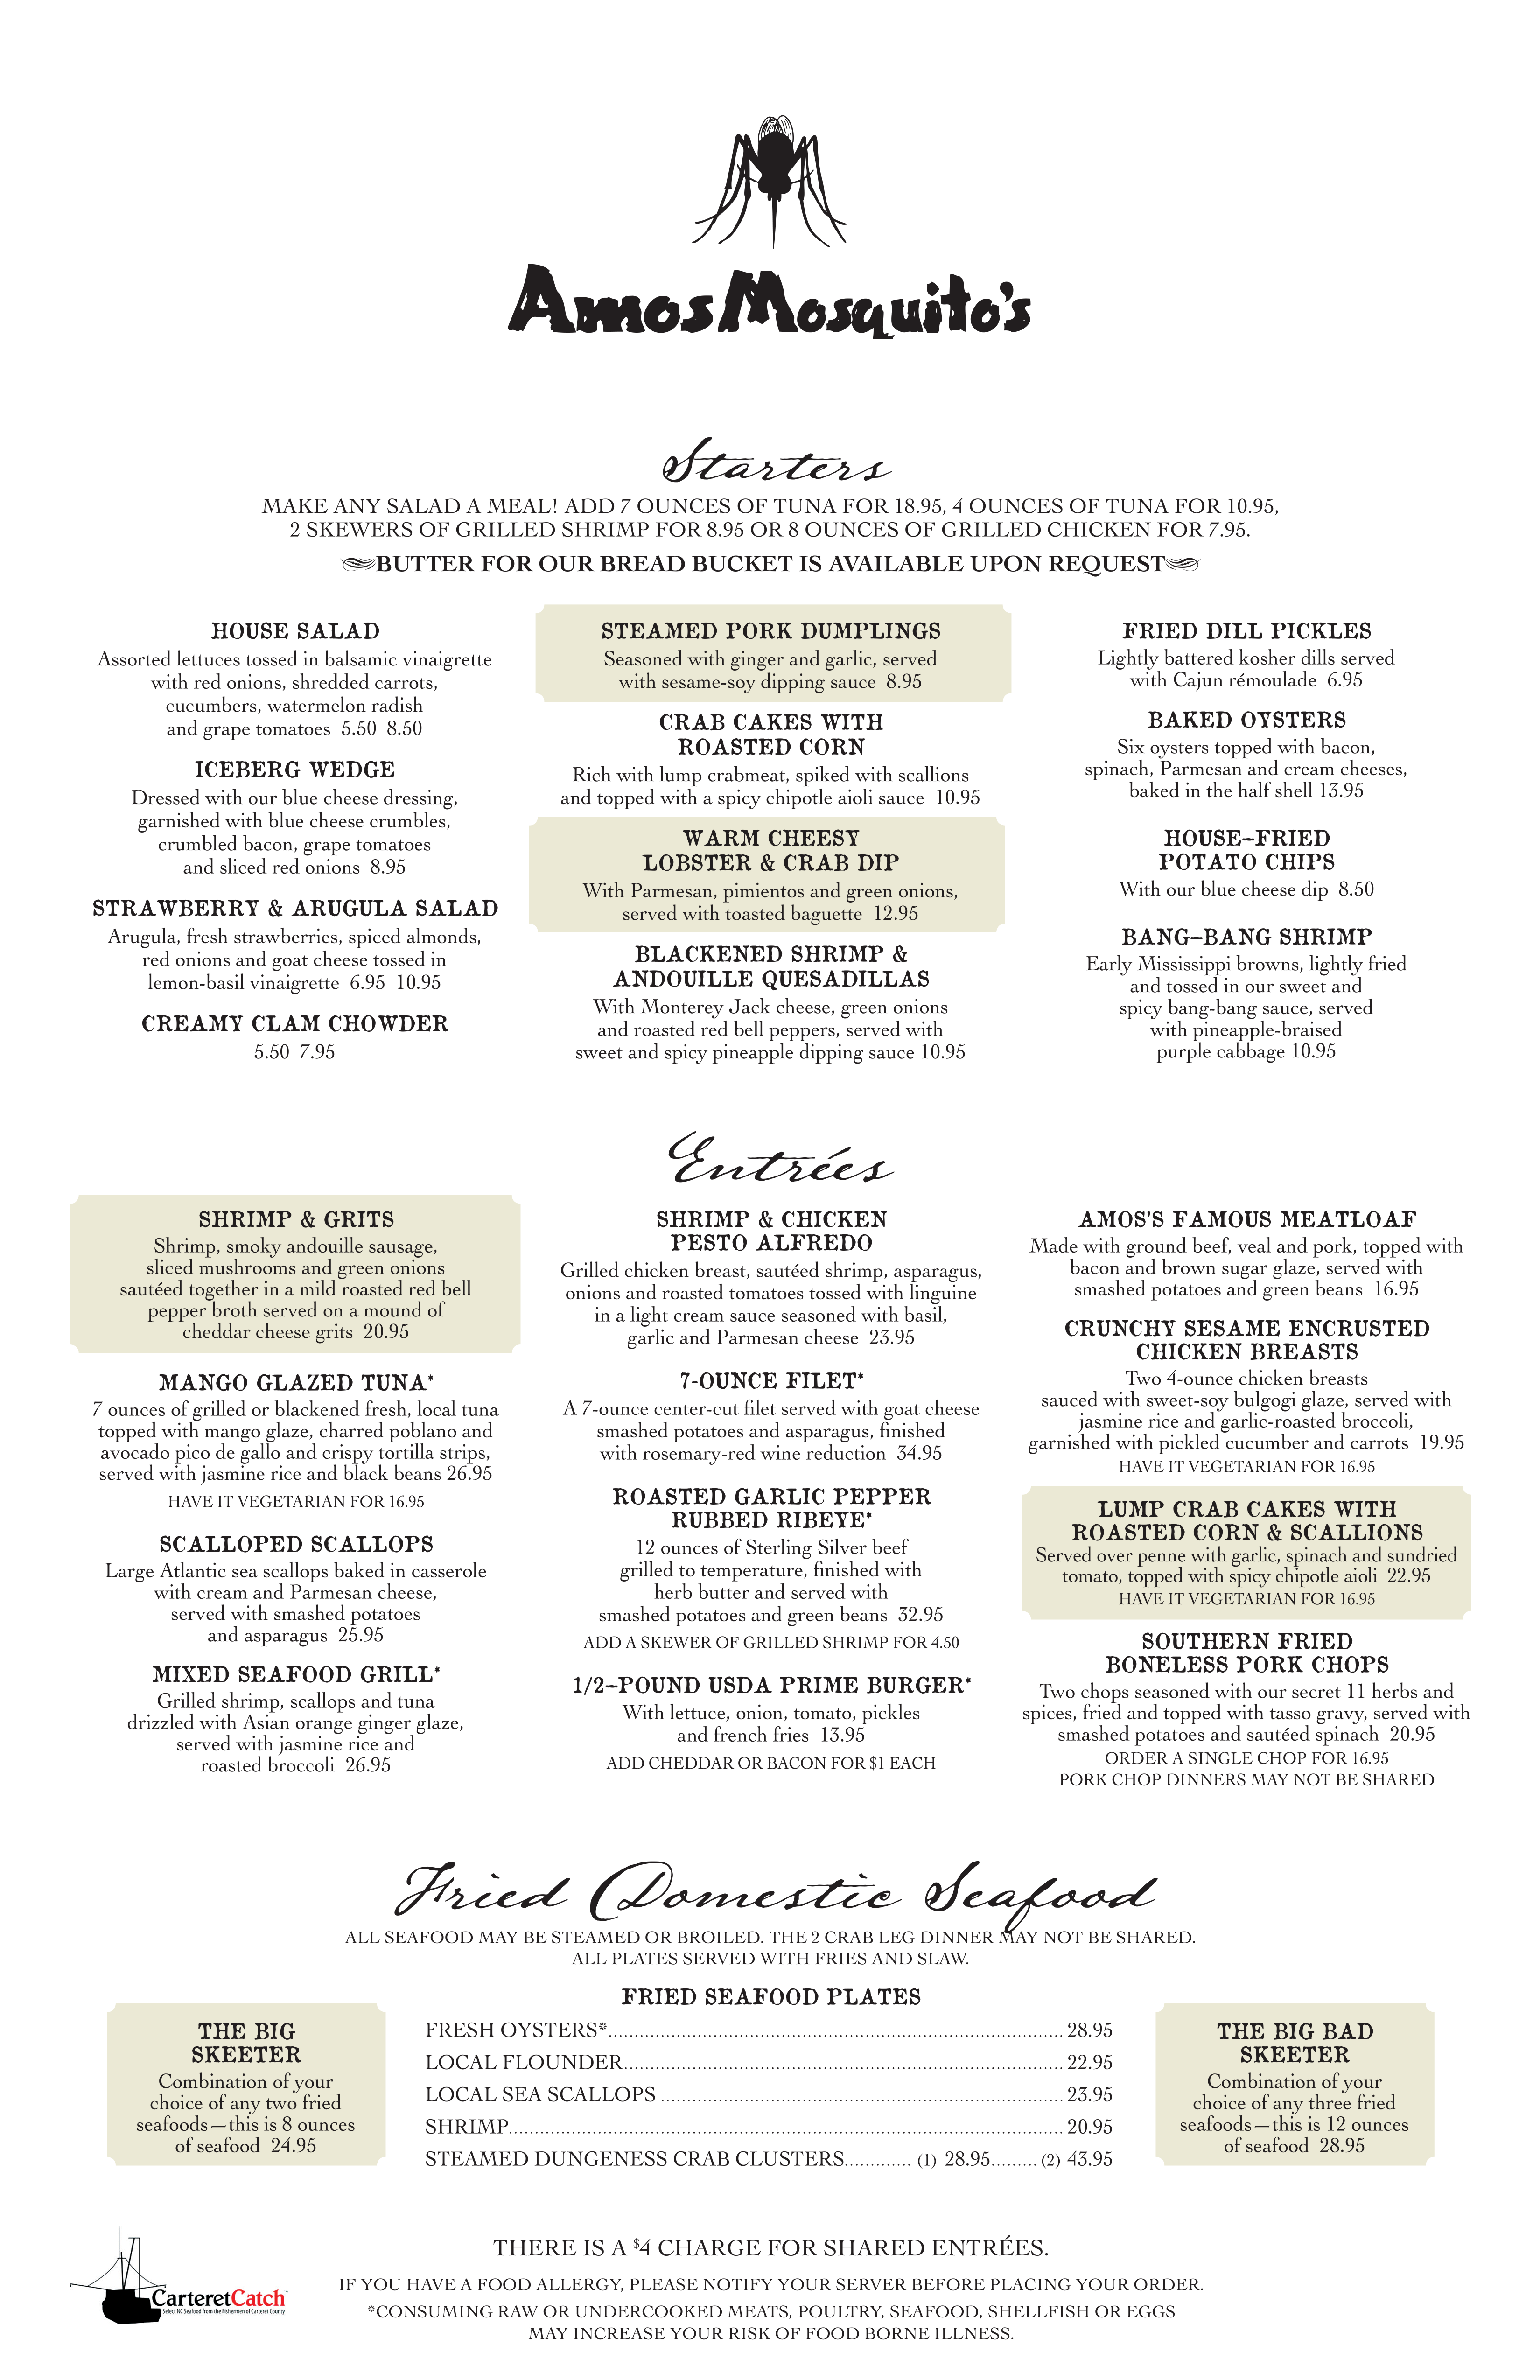 Amos Mosquito's
Starters
MAKE ANY SALAD A MEAL! ADD 7 OUNCES OF TUNA FOR 18.95, 4 OUNCES OF TUNA FOR 10.95,
2 SKEWERS OF GRILLED SHRIMP FOR 8.95 OR 8 OUNCES OF GRILLED CHICKEN FOR 7.95.
BUTTER FOR OUR BREAD BUCKET IS AVAILABLE UPON REQUEST
HOUSE SALAD
Assorted lettuces tossed in balsamic vinaigrette
with red onions, shredded carrots,
cucumbers, watermelon radish
and grape tomatoes 5.50 8.50
ICEBERG WEDGE
Dressed with our blue cheese dressing,
garnished with blue cheese crumbles,
crumbled bacon, grape tomatoes
and sliced red onions 8.95
STRAWBERRY & ARUGULA SALAD
Arugula, fresh strawberries, spiced almonds,
red onions and goat cheese tossed in
lemon-basil vinaigrette 6.95 10.95
CREAMY CLAM CHOWDER
5.50 7.95
STEAMED PORK DUMPLINGS
Seasoned with ginger and garlic, served
with sesame-soy dipping sauce 8.95
CRAB CAKES WITH
ROASTED CORN
Rich with lump crabmeat, spiked with scallions
and topped with a spicy chipotle aioli sauce 10.95
WARM CHEESY
LOBSTER & CRAB DIP
With Parmesan, pimientos and green onions,
served with toasted baguette 12.95
BLACKENED SHRIMP &
ANDOUILLE QUESADILLAS
With Monterey Jack cheese, green onions
and roasted red bell peppers, served with
sweet and spicy pineapple dipping sauce 10.95
FRIED DILL PICKLES
Lightly battered kosher dills served
with Cajun rémoulade 6.95
BAKED OYSTERS
Six oysters topped with bacon,
spinach, Parmesan and cream cheeses,
baked in the half shell 13.95
HOUSE–FRIED
POTATO CHIPS
With our blue cheese dip 8.50
BANG–BANG SHRIMP
Early Mississippi browns, lightly fried
and tossed in our sweet and
spicy bang-bang sauce, served
with pineapple-braised
purple cabbage 10.95
Entrées
SHRIMP & GRITS
Shrimp, smoky andouille sausage,
sliced mushrooms and green onions
sautéed together in a mild roasted red bell
pepper broth served on a mound of
cheddar cheese grits 20.95
MANGO GLAZED TUNA*
7 ounces of grilled or blackened fresh, local tuna
topped with mango glaze, charred poblano and
avocado pico de gallo and crispy tortilla strips,
served with jasmine rice and black beans 26.95
HAVE IT VEGETARIAN FOR 16.95
SCALLOPED SCALLOPS
Large Atlantic sea scallops baked in casserole
with cream and Parmesan cheese,
served with smashed potatoes
and asparagus 25.95
MIXED SEAFOOD GRILL*
Grilled shrimp, scallops and tuna
drizzled with Asian orange ginger glaze,
served with jasmine rice and
roasted broccoli 26.95
SHRIMP & CHICKEN
PESTO ALFREDO
Grilled chicken breast, sautéed shrimp, asparagus,
onions and roasted tomatoes tossed with linguine
in a light cream sauce seasoned with basil,
garlic and Parmesan cheese 23.95
7-OUNCE FILET*
A 7-ounce center-cut filet served with goat cheese
smashed potatoes and asparagus, finished
with rosemary-red wine reduction 34.95
ROASTED GARLIC PEPPER
RUBBED RIBEYE*
12 ounces of Sterling Silver beef
grilled to temperature, finished with
herb butter and served with
smashed potatoes and green beans 32.95
ADD A SKEWER OF GRILLED SHRIMP FOR 4.50
1/2–POUND USDA PRIME BURGER*
With lettuce, onion, tomato, pickles
and french fries 13.95
ADD CHEDDAR OR BACON FOR $1 EACH
AMOS'S FAMOUS MEATLOAF
Made with ground beef, veal and pork, topped with
bacon and brown sugar glaze, served with
smashed potatoes and green beans 16.95
CRUNCHY SESAME ENCRUSTED
CHICKEN BREASTS
Two 4-ounce chicken breasts
sauced with sweet-soy bulgogi glaze, served with
jasmine rice and garlic-roasted broccoli,
garnished with pickled cucumber and carrots 19.95
HAVE IT VEGETARIAN FOR 16.95
LUMP CRAB CAKES WITH
ROASTED CORN & SCALLIONS
Served over penne with garlic, spinach and sundried
tomato, topped with spicy chipotle aioli 22.95
HAVE IT VEGETARIAN FOR 16.95
SOUTHERN FRIED
BONELESS PORK CHOPS
Two chops seasoned with our secret 11 herbs and
spices, fried and topped with tasso gravy, served with
smashed potatoes and sautéed spinach 20.95
ORDER A SINGLE CHOP FOR 16.95
PORK CHOP DINNERS MAY NOT BE SHARED
Fried Domestic Seafood
ALL SEAFOOD MAY BE STEAMED OR BROILED. THE 2 CRAB LEG DINNER MAY NOT BE SHARED.
ALL PLATES SERVED WITH FRIES AND SLAW.
THE BIG
SKEETER
Combination of your
choice of any two fried
seafoods—this is 8 ounces
of seafood 24.95
FRIED SEAFOOD PLATES
FRESH OYSTERS* 28.95
LOCAL FLOUNDER 22.95
LOCAL SEA SCALLOPS 23.95
SHRIMP 20.95
STEAMED DUNGENESS CRAB CLUSTERS (1) 28.95 (2) 43.95
THE BIG BAD
SKEETER
Combination of your
choice of any three fried
seafoods—this is 12 ounces
of seafood 28.95
CarteretCatch
Select NC Seafood from the Fishermen of Carteret County
THERE IS A $4 CHARGE FOR SHARED ENTRÉES.
IF YOU HAVE A FOOD ALLERGY, PLEASE NOTIFY YOUR SERVER BEFORE PLACING YOUR ORDER.
*CONSUMING RAW OR UNDERCOOKED MEATS, POULTRY, SEAFOOD, SHELLFISH OR EGGS
MAY INCREASE YOUR RISK OF FOOD BORNE ILLNESS.